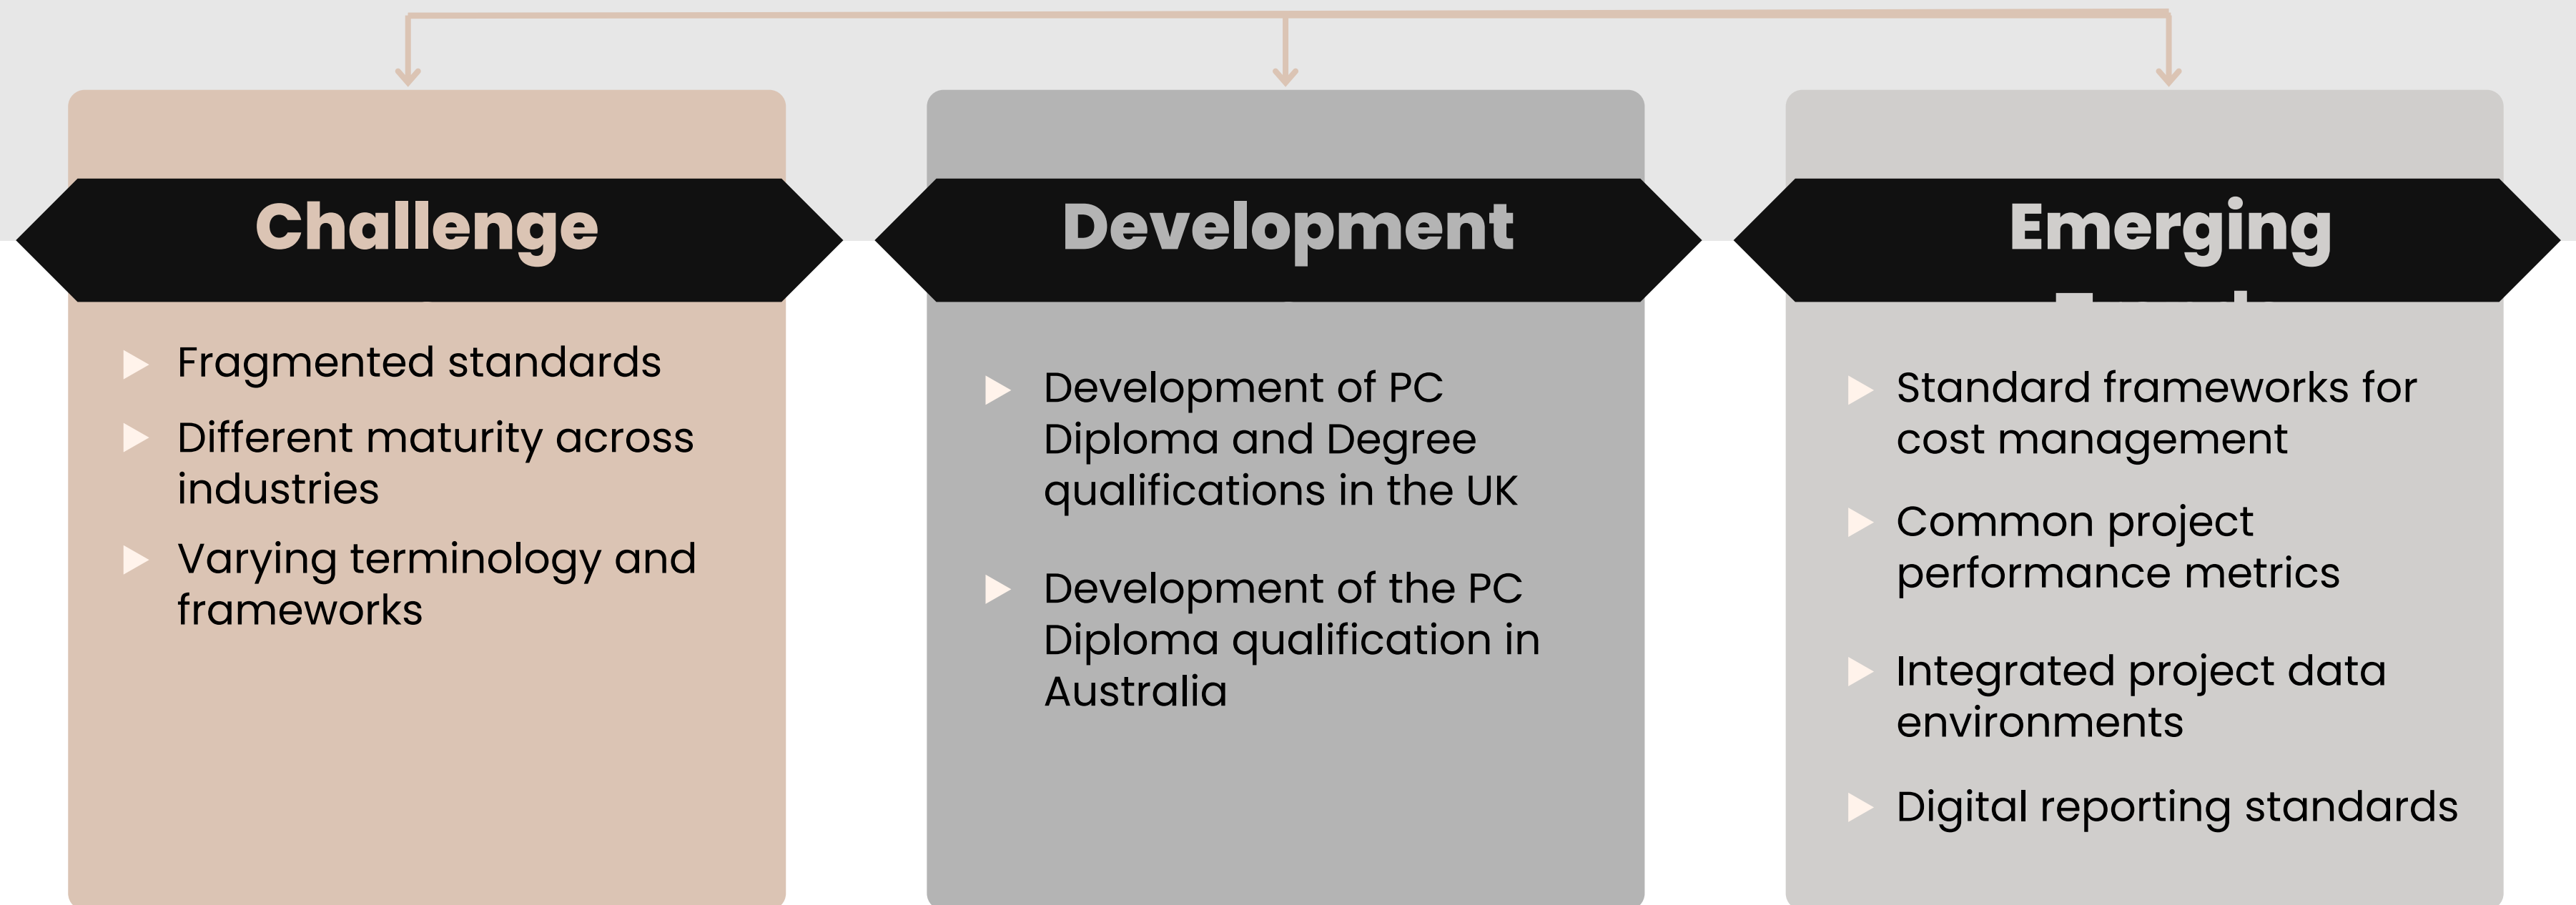 Challenge
Fragmented standards
Different maturity across
industries
Varying terminology and
frameworks
Development
Development of PC
Diploma and Degree
qualifications in the UK
Development of the PC
Diploma qualification in
Australia
Emerging
Standard frameworks for
cost management
Common project
performance metrics
Integrated project data
environments
Digital reporting standards